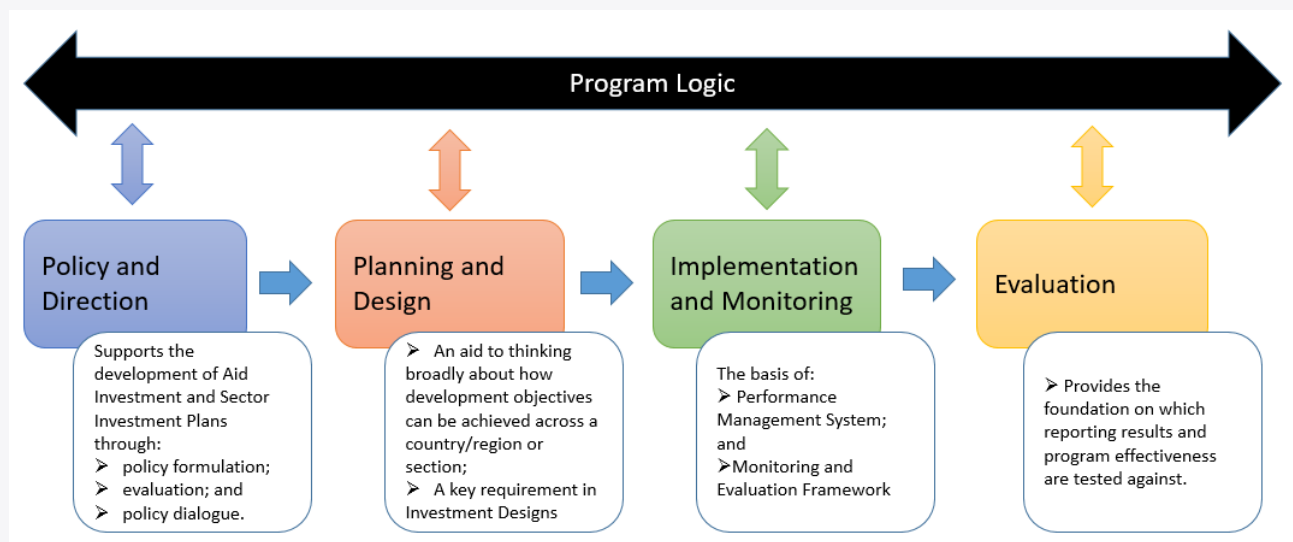 Program Logic
Policy and
Direction
Supports the
development of Aid
Investment and Sector
Investment Plans
through:
➢ policy formulation;
➢ evaluation; and
➢ policy dialogue.
Planning and
Design
➢ An aid to thinking
broadly about how
development objectives
can be achieved across a
country/region or
section;
➢ A key requirement in
Investment Designs
Implementation
and Monitoring
The basis of:
➢ Performance
Management System;
and
➢Monitoring and
Evaluation Framework
Evaluation
➢ Provides the
foundation on which
reporting results and
program effectiveness
are tested against.